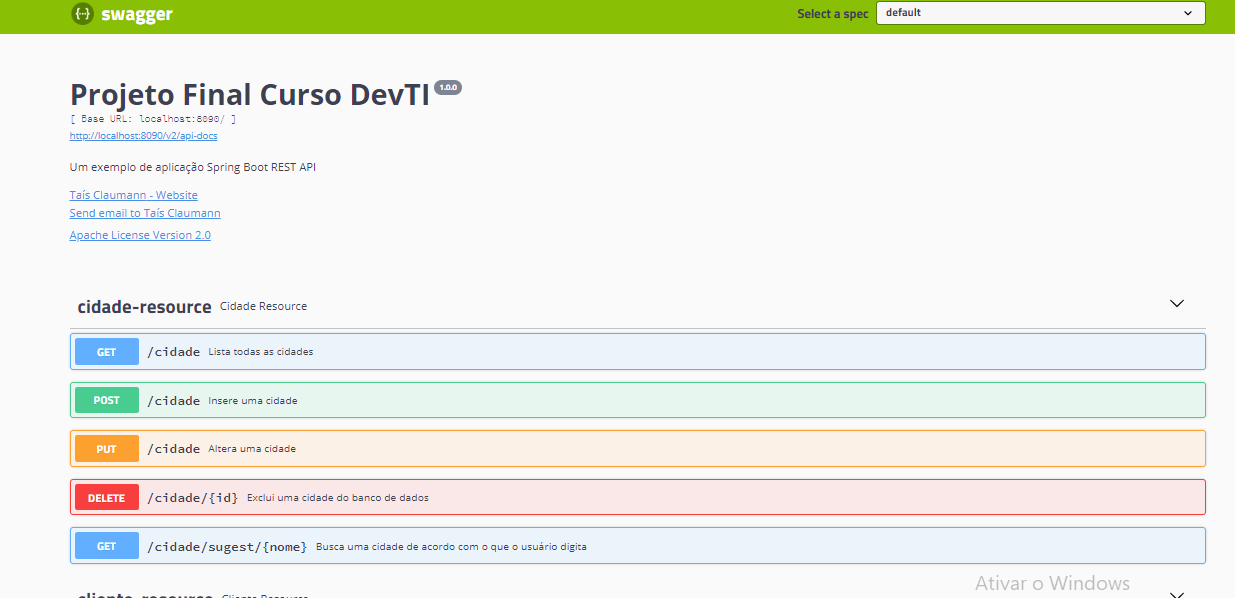 {··} swagger
Select a spec default
Projeto Final Curso DevTI 1.0.0
[ Base URL: localhost:8090/ ]
http://localhost:8090/v2/api-docs
Um exemplo de aplicação Spring Boot REST API
Taís Claumann - Website
Send email to Taís Claumann
Apache License Version 2.0
cidade-resource Cidade Resource
GET /cidade Lista todas as cidades
POST /cidade Insere uma cidade
PUT /cidade Altera uma cidade
DELETE /cidade/{id} Exclui uma cidade do banco de dados
GET /cidade/sugest/{nome} Busca uma cidade de acordo com o que o usuário digita
Ativar o Windows
cliente-resource Cliente Resource